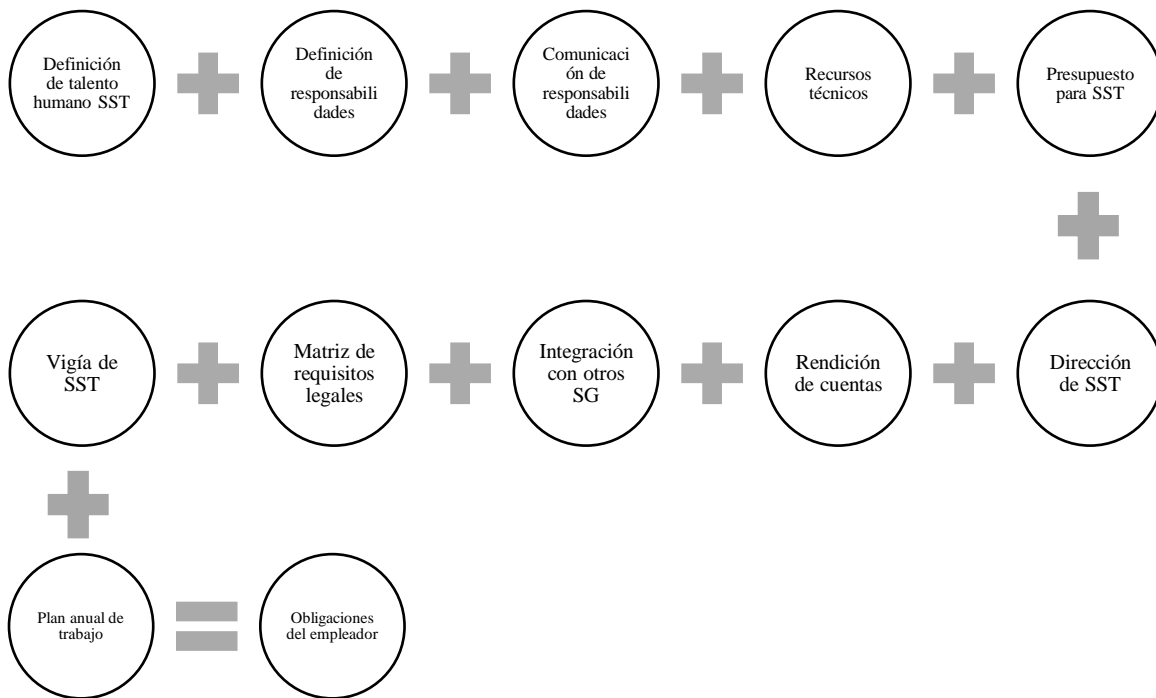 Definición
de talento
humano SST
Definición
de
responsabili
dades
Comunicaci
ón de
responsabili
dades
Recursos
técnicos
Presupuesto
para SST
Vigía de
SST
Matriz de
requisitos
legales
Integración
con otros
SG
Rendición
de cuentas
Dirección
de SST
Plan anual de
trabajo
Obligaciones
del empleador